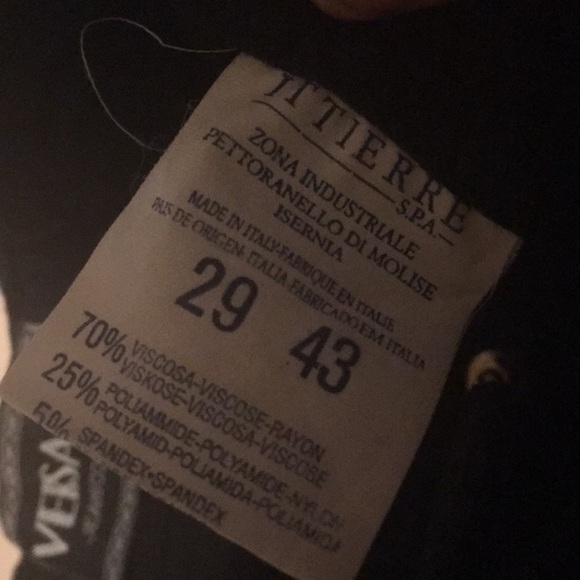 ITTIERRE
S.P.A.
ZONA INDUSTRIALE
PETTORANELLO DI MOLISE
ISERNIA
MADE IN ITALY-FABRIQUE EN ITALIE
PAIS DE ORIGEN-ITALIA-FABRICADO EM ITALIA
29 43
70% VISCOSA-VISCOSE-RAYON
VISKOSE-VISCOSA-VISCOSE
25% POLIAMMIDE-POLYAMIDE-NYLON
POLYAMID-POLIAMIDA-POLIAMIDA
5% SPANDEX-SPANDEX
VERSA